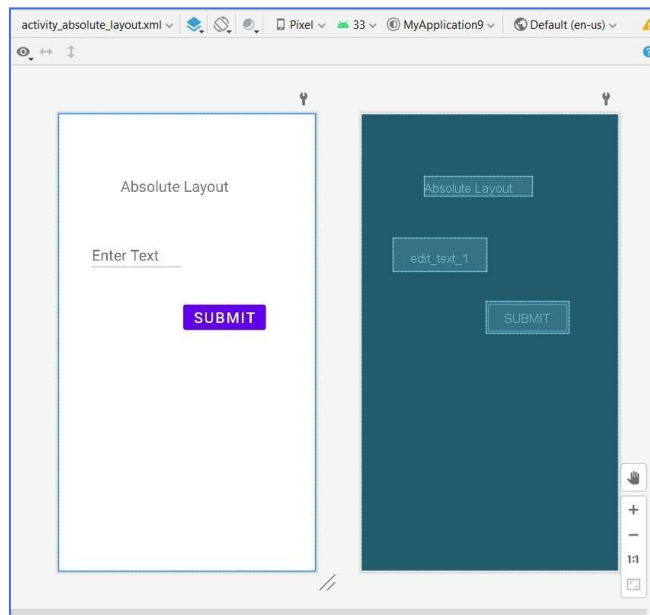 activity_absolute_layout.xml Pixel 33 MyApplication9 Default (en-us)
Absolute Layout
Enter Text
SUBMIT
Absolute Layout
edit_text_1
SUBMIT
1:1